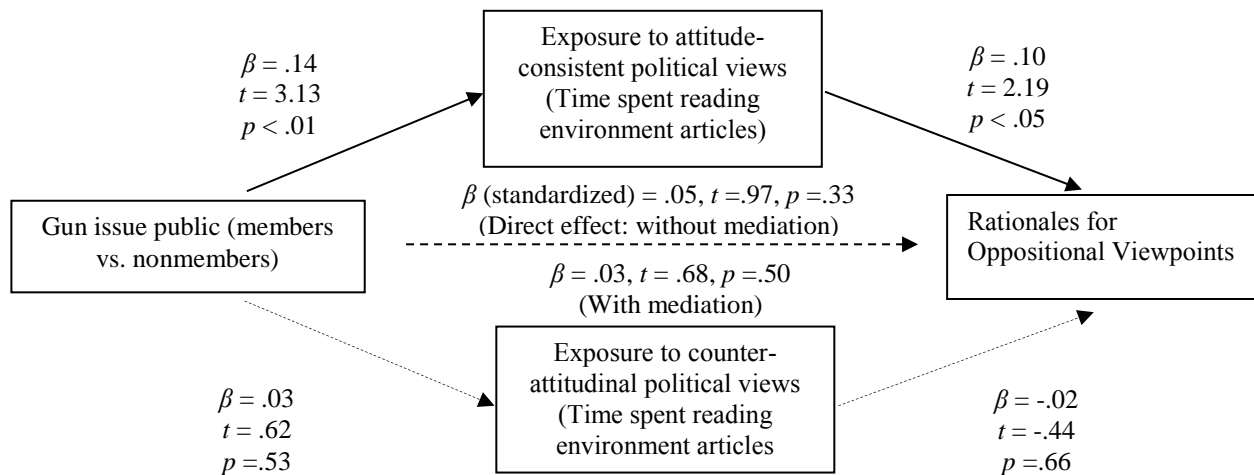 β = .14
t = 3.13
p < .01
Exposure to attitude-
consistent political views
(Time spent reading
environment articles)
β = .10
t = 2.19
p < .05
Gun issue public (members
vs. nonmembers)
β (standardized) = .05, t =.97, p =.33
(Direct effect: without mediation)
β = .03, t = .68, p =.50
(With mediation)
Rationales for
Oppositional Viewpoints
β = .03
t = .62
p =.53
Exposure to counter-
attitudinal political views
(Time spent reading
environment articles
β = -.02
t = -.44
p = .66